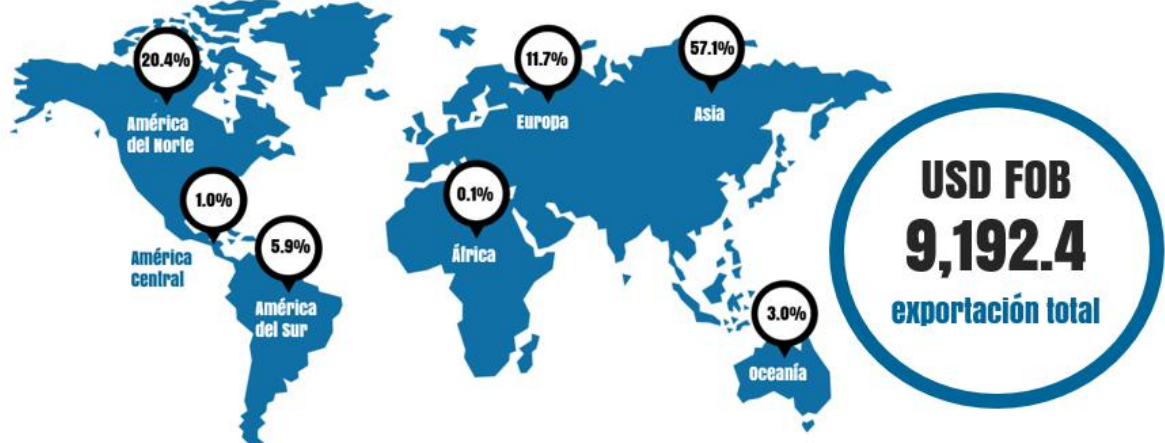 20.4%
América
del Norte
1.0%
América
central
5.9%
América
del Sur
11.7%
Europa
0.1%
África
57.1%
Asia
3.0%
Oceanía
USD FOB
9,192.4
exportación total